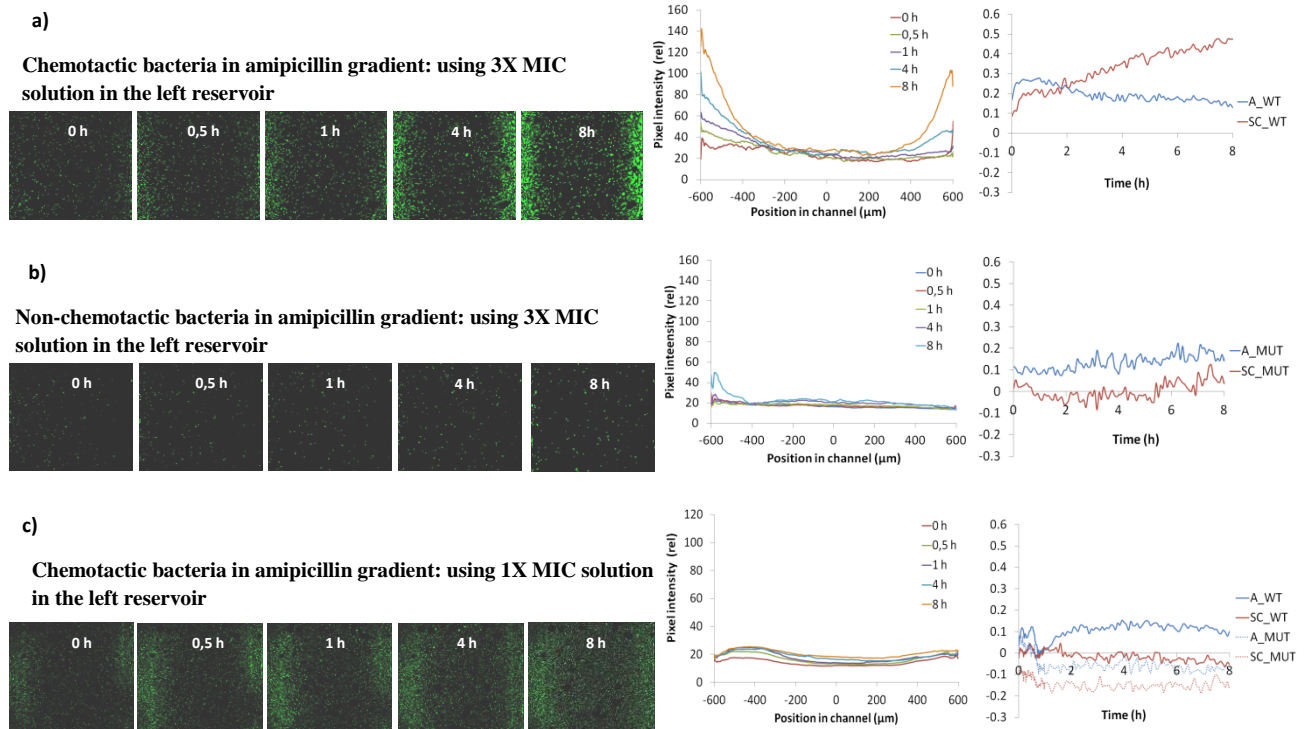 a)
Chemotactic bacteria in amipicillin gradient: using 3X MIC
solution in the left reservoir
0 h
0,5 h
1 h
4 h
8h
Pixel intensity (rel)
160
140
120
100
80
60
40
20
0
-600
-400
-200
0
200
400
600
Position in channel (µm)
0 h
0,5 h
1 h
4 h
8 h
0.6
0.5
0.4
0.3
0.2
0.1
0
-0.1
-0.2
-0.3
0
2
4
6
8
Time (h)
A_WT
SC_WT
b)
Non-chemotactic bacteria in amipicillin gradient: using 3X MIC
solution in the left reservoir
0 h
0,5 h
1 h
4 h
8 h
Pixel inteensity (rel)
160
140
120
100
80
60
40
20
0
-600
-400
-200
0
200
400
600
Position in channel (µm)
0 h
0,5 h
1 h
4 h
8 h
0.6
0.5
0.4
0.3
0.2
0.1
0
-0.1
-0.2
-0.3
0
2
4
6
8
Time (h)
A_MUT
SC_MUT
c)
Chemotactic bacteria in amipicillin gradient: using 1X MIC solution
in the left reservoir
0 h
0,5 h
1 h
4 h
8 h
Pixel intensity (rel)
120
100
80
60
40
20
0
-600
-400
-200
0
200
400
600
Position in channel (µm)
0 h
0,5 h
1 h
4 h
8 h
0.6
0.5
0.4
0.3
0.2
0.1
0
-0.1
-0.2
-0.3
0
2
4
6
8
Time (h)
A_WT
SC_WT
A_MUT
SC_MUT